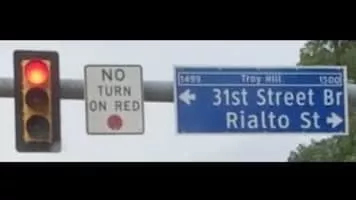 NO
TURN
ON RED
1499 Troy Hill 1500
31st Street Br
Rialto St